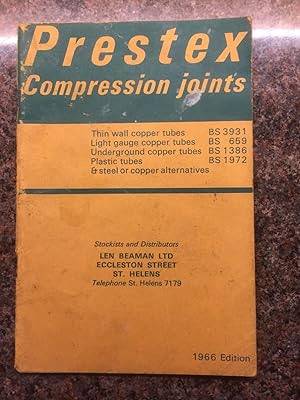 Prestex
Compression joints
Thin wall copper tubes BS 3931
Light gauge copper tubes BS 659
Underground copper tubes BS 1386
Plastic tubes BS 1972
& steel or copper alternatives
Stockists and Distributors
LEN BEAMAN LTD
ECCLESTON STREET
ST. HELENS
Telephone St. Helens 7179
1966 Edition